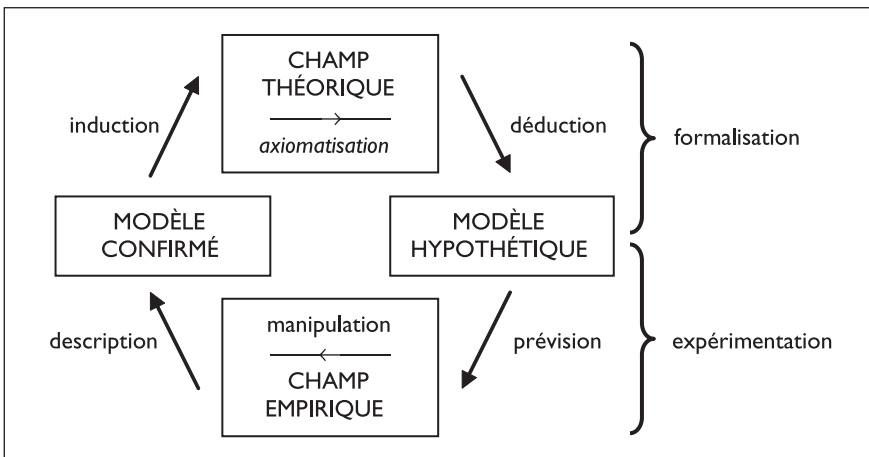 CHAMP
THÉORIQUE
axiomatisation
induction
déduction
formalisation
MODÈLE
CONFIRMÉ
MODÈLE
HYPOTHÉTIQUE
description
manipulation
CHAMP
EMPIRIQUE
prévision
expérimentation